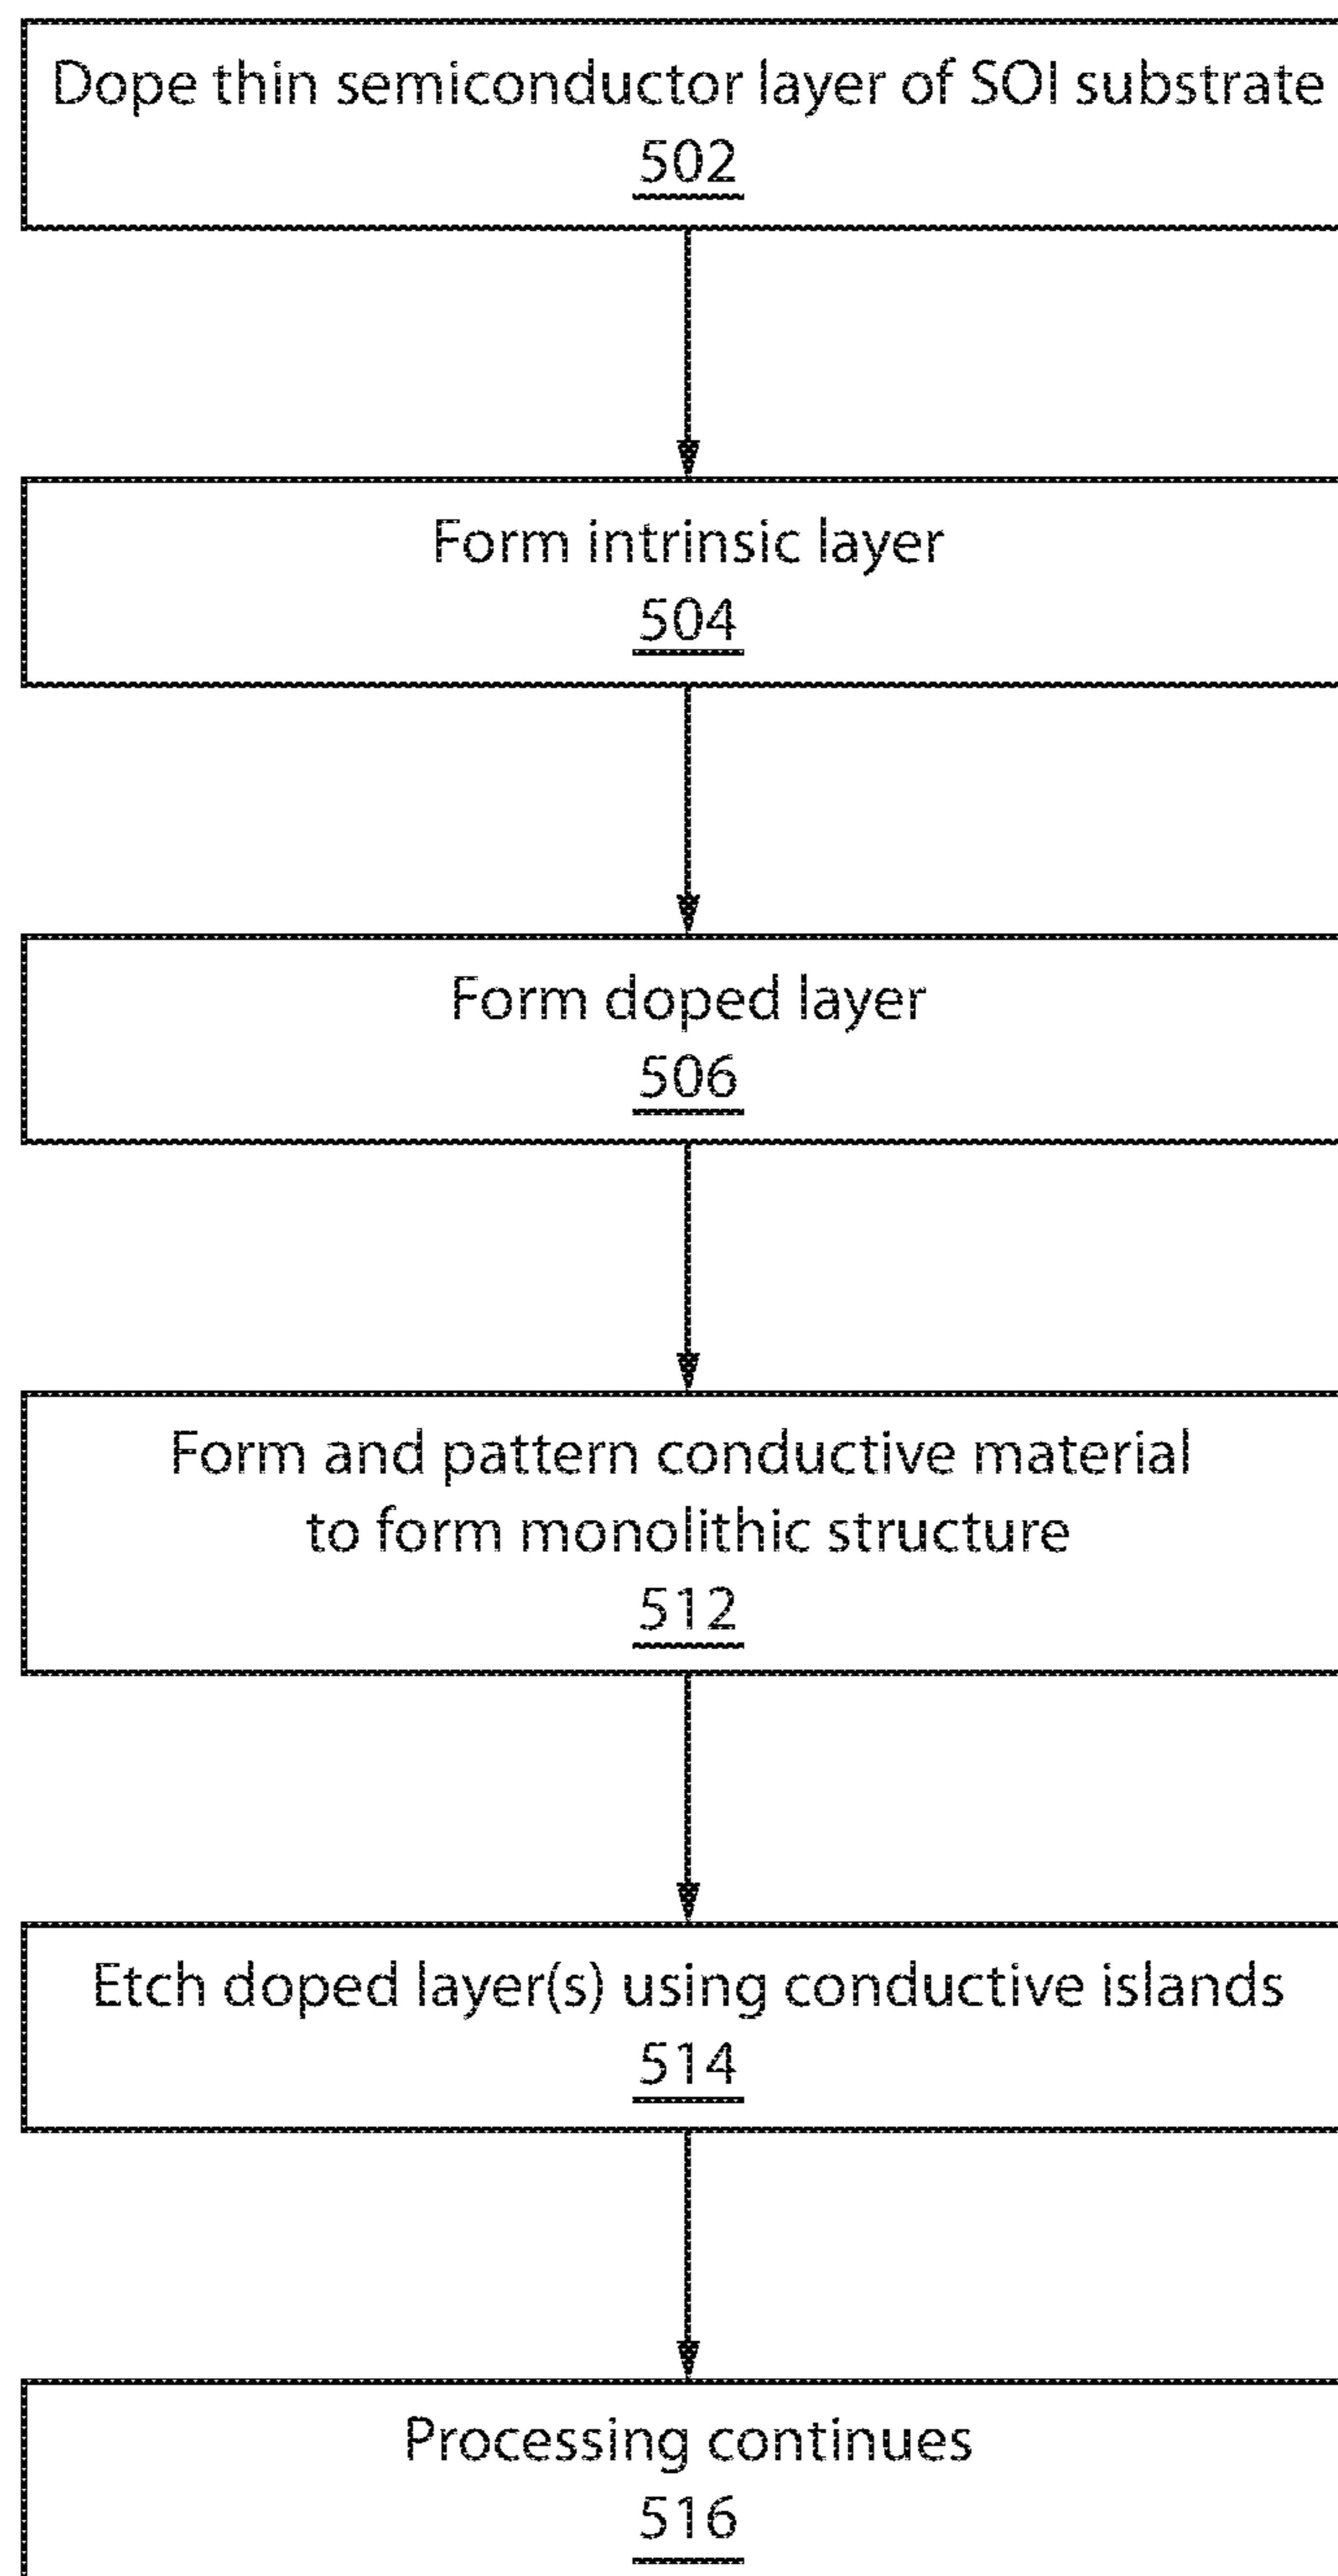 Dope thin semiconductor layer of SOI substrate
502
Form intrinsic layer
504
Form doped layer
506
Form and pattern conductive material
to form monolithic structure
512
Etch doped layer(s) using conductive islands
514
Processing continues
516